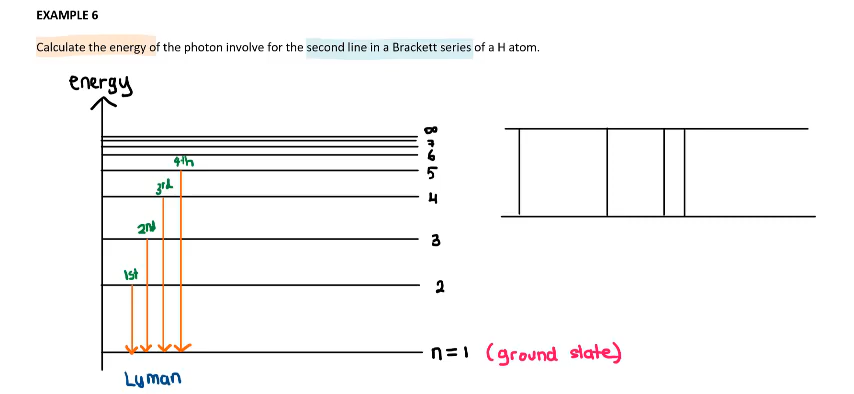 EXAMPLE 6
Calculate the energy of the photon involve for the second line in a Brackett series of a H atom.
energy
∞
7
6
4th
5
3rd
4
2nd
3
1st
2
n = 1 (ground state)
Lyman